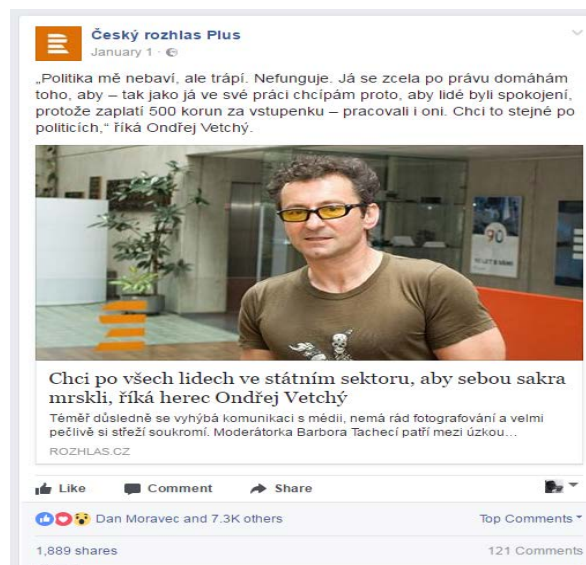 Český rozhlas Plus
January 1 ·
„Politika mě nebaví, ale trápí. Nefunguje. Já se zcela po právu domáhám
toho, aby – tak jako já ve své práci chcípám proto, aby lidé byli spokojení,
protože zaplatí 500 korun za vstupenku – pracovali i oni. Chci to stejné po
politicích,“ říká Ondřej Vetchý.
90
Chci po všech lidech ve státním sektoru, aby sebou sakra
mrskli, říká herec Ondřej Vetchý
Téměř důsledně se vyhýbá komunikaci s médii, nemá rád fotografování a velmi
pečlivě si střeží soukromí. Moderátorka Barbora Tachecí patří mezi úzkou...
ROZHLAS.CZ
Like Comment Share
Dan Moravec and 7.3K others Top Comments
1,889 shares 121 Comments